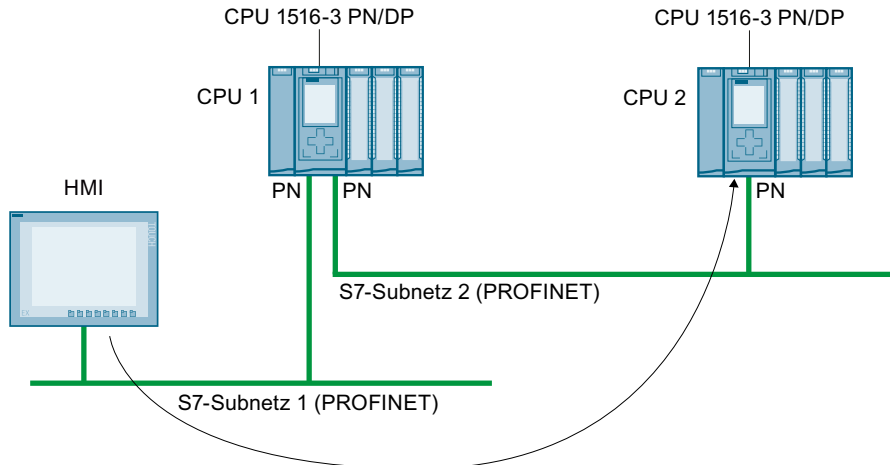 CPU 1516-3 PN/DP
CPU 1516-3 PN/DP
CPU 1
CPU 2
HMI
PN
PN
PN
S7-Subnetz 2 (PROFINET)
S7-Subnetz 1 (PROFINET)